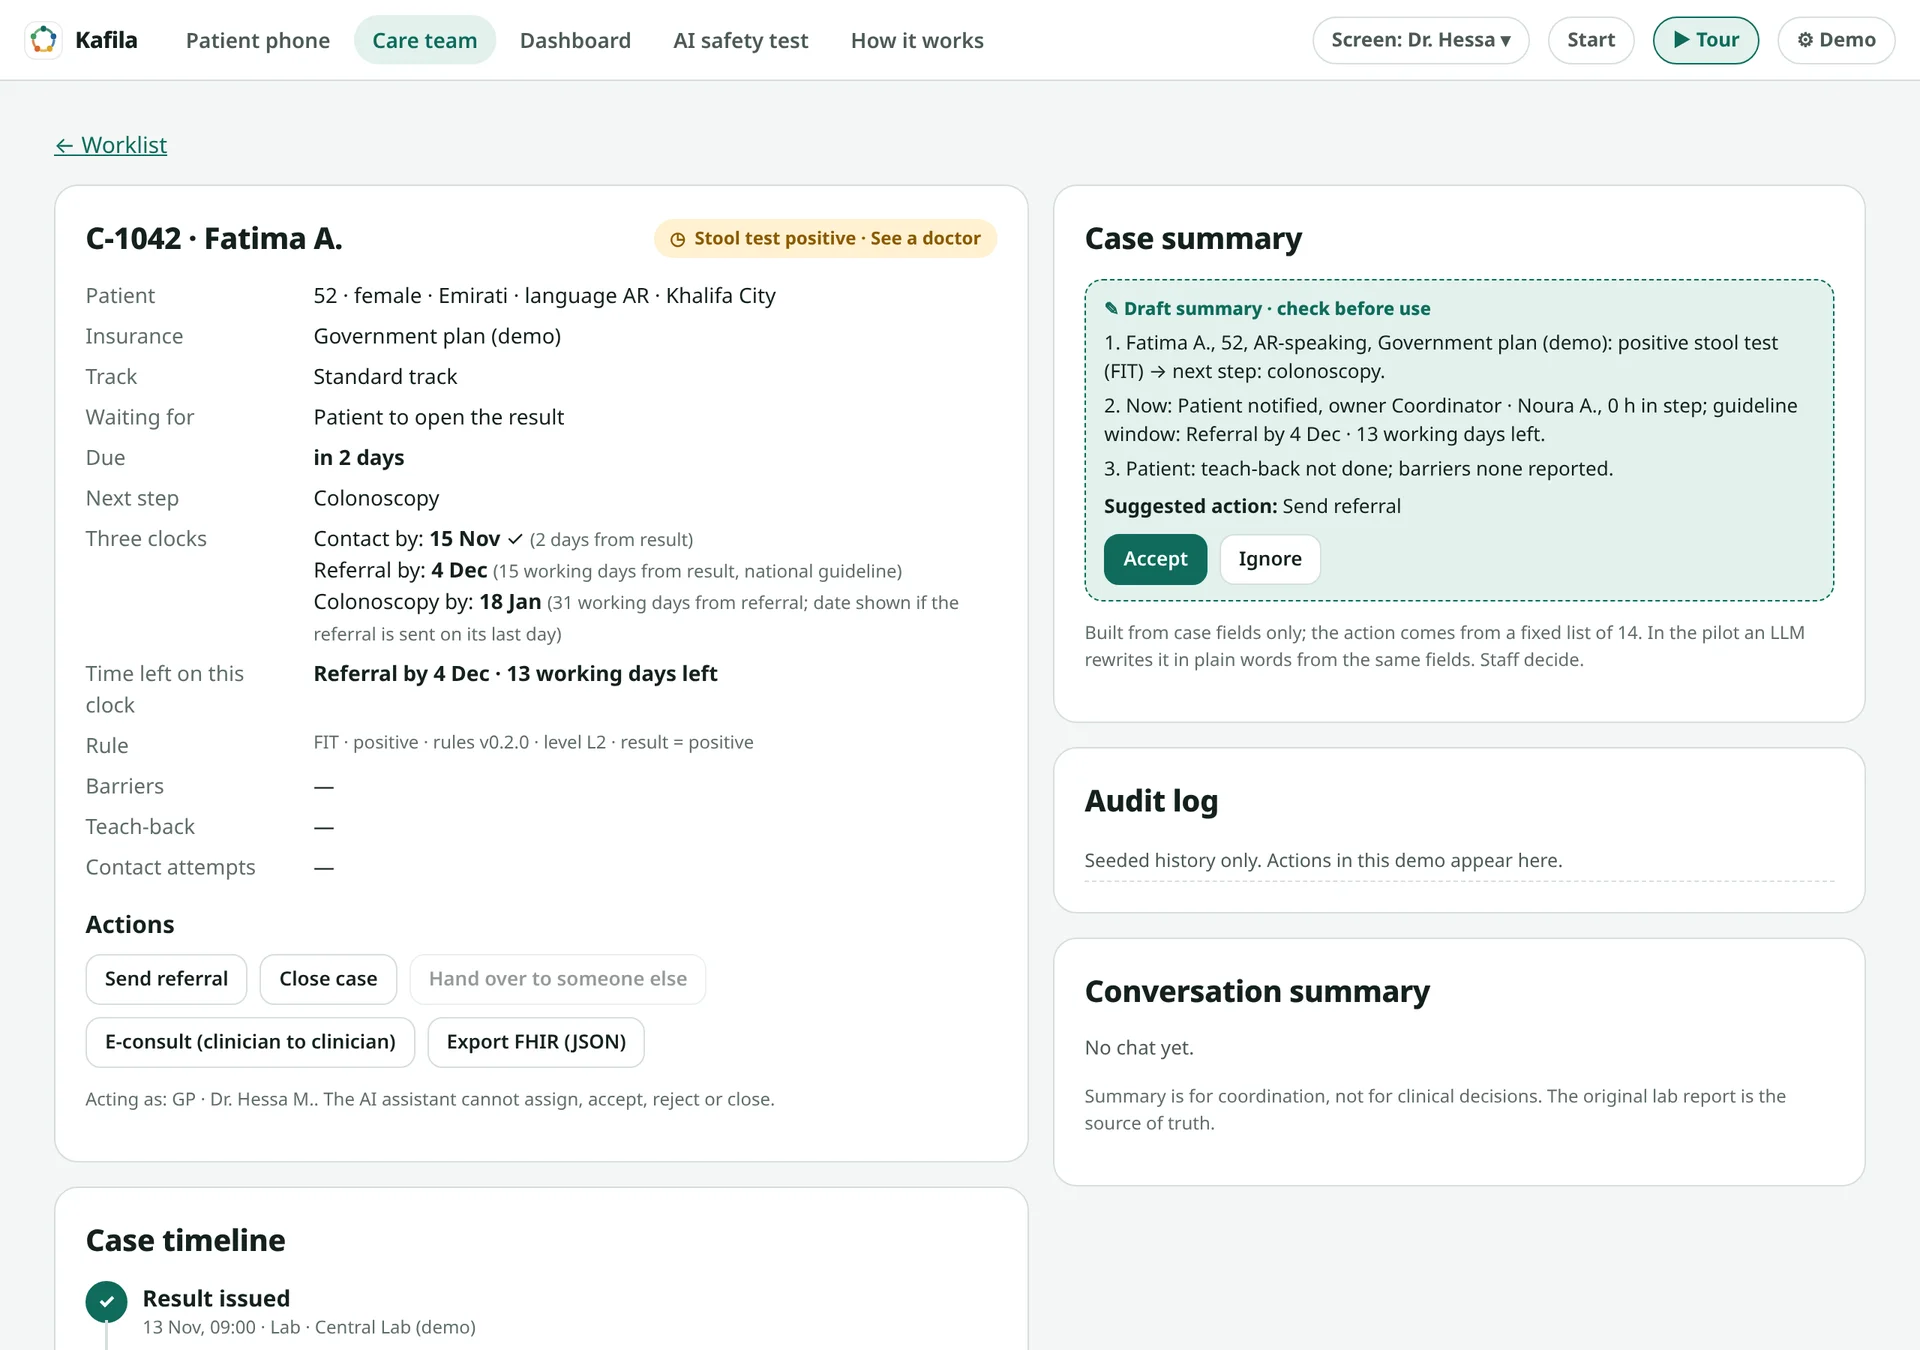 Kafila
Patient phone
Care team
Dashboard
AI safety test
How it works
Screen: Dr. Hessa ▾
Start
▶ Tour
⚙ Demo
← Worklist
C-1042 · Fatima A.
Stool test positive · See a doctor
Patient
52 · female · Emirati · language AR · Khalifa City
Insurance
Government plan (demo)
Track
Standard track
Waiting for
Patient to open the result
Due
in 2 days
Next step
Colonoscopy
Three clocks
Contact by: 15 Nov ✓ (2 days from result)
Referral by: 4 Dec (15 working days from result, national guideline)
Colonoscopy by: 18 Jan (31 working days from referral; date shown if the
referral is sent on its last day)
Time left on this
clock
Referral by 4 Dec · 13 working days left
Rule
FIT · positive · rules v0.2.0 · level L2 · result = positive
Barriers
—
Teach-back
—
Contact attempts
—
Actions
Send referral
Close case
Hand over to someone else
E-consult (clinician to clinician)
Export FHIR (JSON)
Acting as: GP · Dr. Hessa M.. The AI assistant cannot assign, accept, reject or close.
Case timeline
Result issued
13 Nov, 09:00 · Lab · Central Lab (demo)
Case summary
✎ Draft summary · check before use
1. Fatima A., 52, AR-speaking, Government plan (demo): positive stool test
(FIT) → next step: colonoscopy.
2. Now: Patient notified, owner Coordinator · Noura A., 0 h in step; guideline
window: Referral by 4 Dec · 13 working days left.
3. Patient: teach-back not done; barriers none reported.
Suggested action: Send referral
Accept
Ignore
Built from case fields only; the action comes from a fixed list of 14. In the pilot an LLM
rewrites it in plain words from the same fields. Staff decide.
Audit log
Seeded history only. Actions in this demo appear here.
Conversation summary
No chat yet.
Summary is for coordination, not for clinical decisions. The original lab report is the
source of truth.